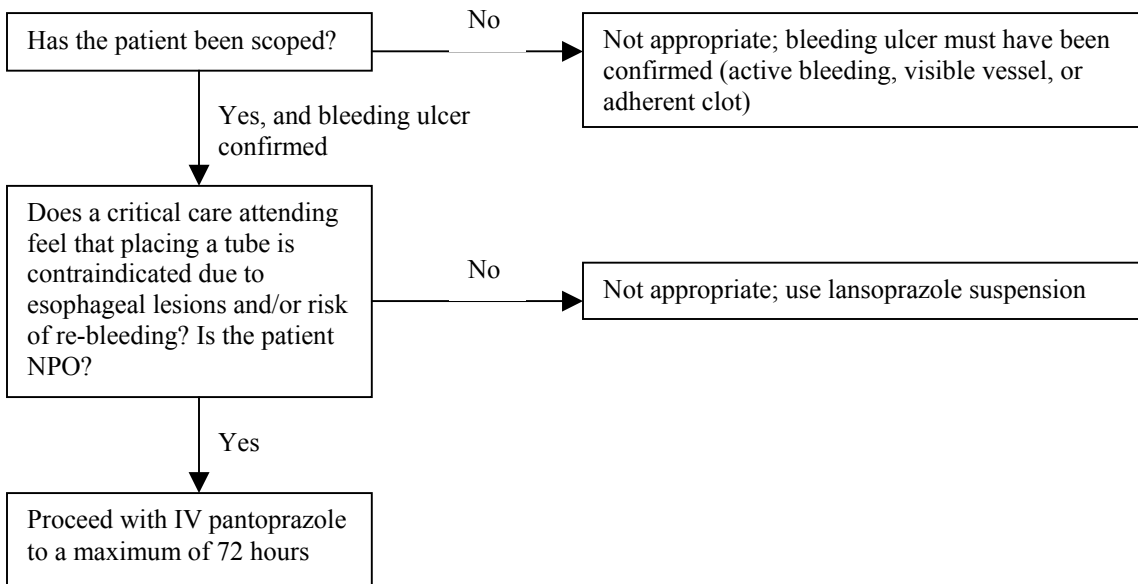 Has the patient been scoped?
No
Not appropriate; bleeding ulcer must have been
confirmed (active bleeding, visible vessel, or
adherent clot)
Yes, and bleeding ulcer
confirmed
Does a critical care attending
feel that placing a tube is
contraindicated due to
esophageal lesions and/or risk
of re-bleeding? Is the patient
NPO?
No
Not appropriate; use lansoprazole suspension
Yes
Proceed with IV pantoprazole
to a maximum of 72 hours